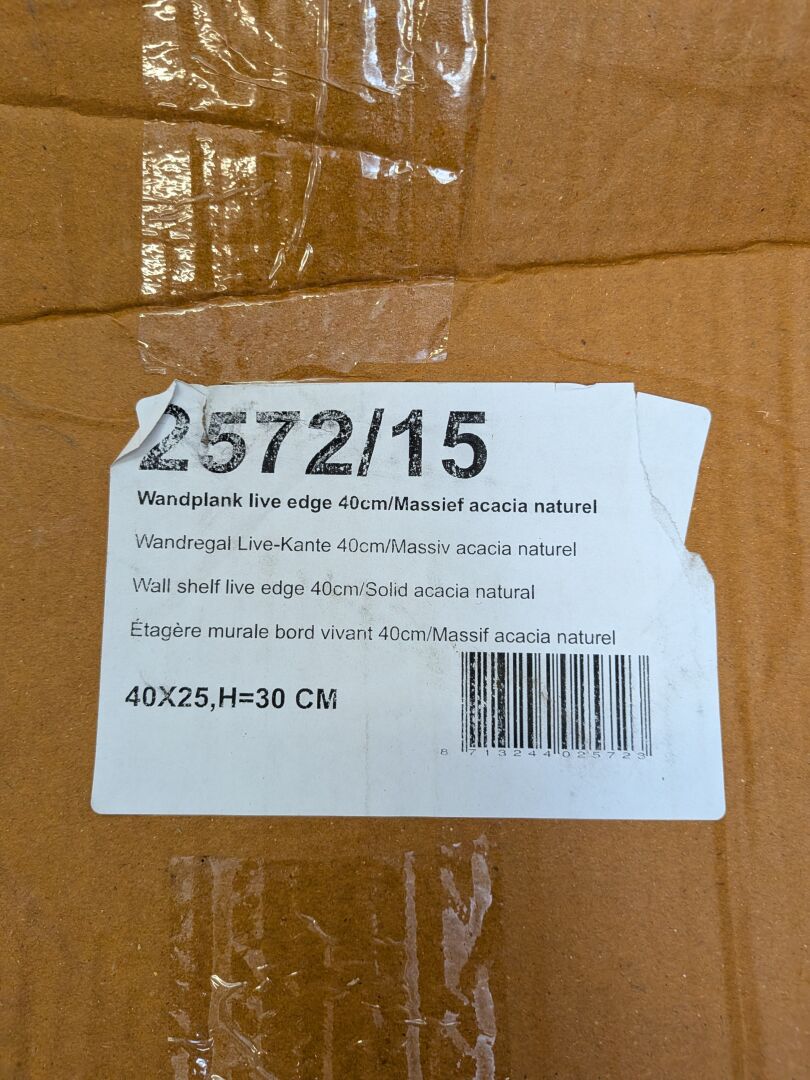 2572/15
Wandplank live edge 40cm/Massief acacia naturel
Wandregal Live-Kante 40cm/Massiv acacia naturel
Wall shelf live edge 40cm/Solid acacia natural
Étagère murale bord vivant 40cm/Massif acacia naturel
40X25,H=30 CM
8 713244 025723